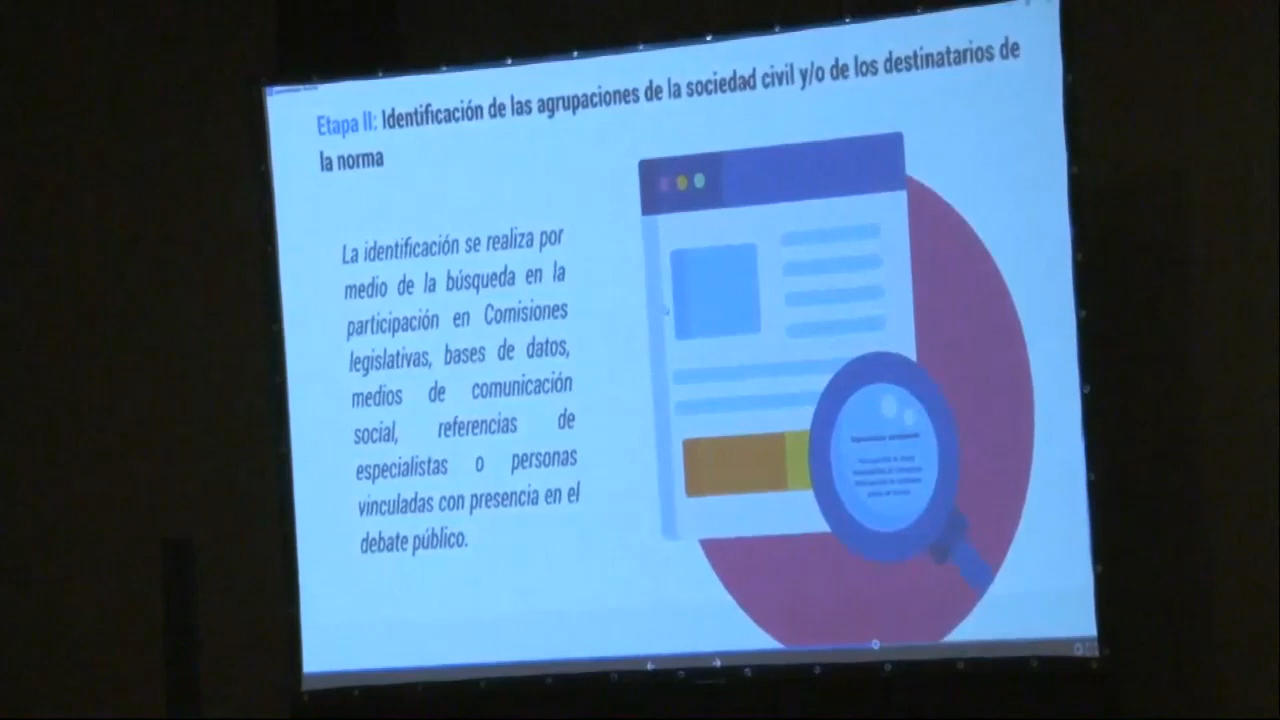 Etapa II: Identificación de las agrupaciones de la sociedad civil y/o de los destinatarios de
la norma
La identificación se realiza por
medio de la búsqueda en la
participación en Comisiones
legislativas, bases de datos,
medios de comunicación
social, referencias de
especialistas o personas
vinculadas con presencia en el
debate público.